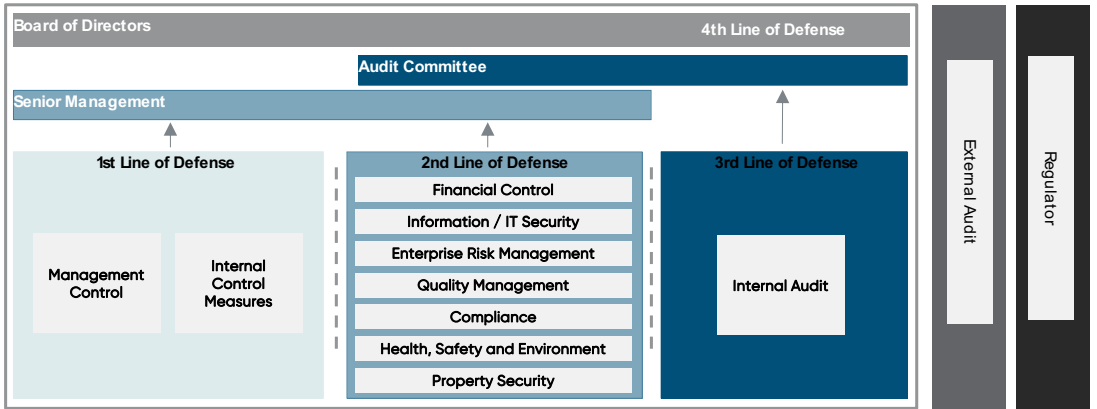 Board of Directors
4th Line of Defense
Audit Committee
Senior Management
1st Line of Defense
Management
Control
Internal
Control
Measures
2nd Line of Defense
Financial Control
Information / IT Security
Enterprise Risk Management
Quality Management
Compliance
Health, Safety and Environment
Property Security
3rd Line of Defense
Internal Audit
External Audit
Regulator